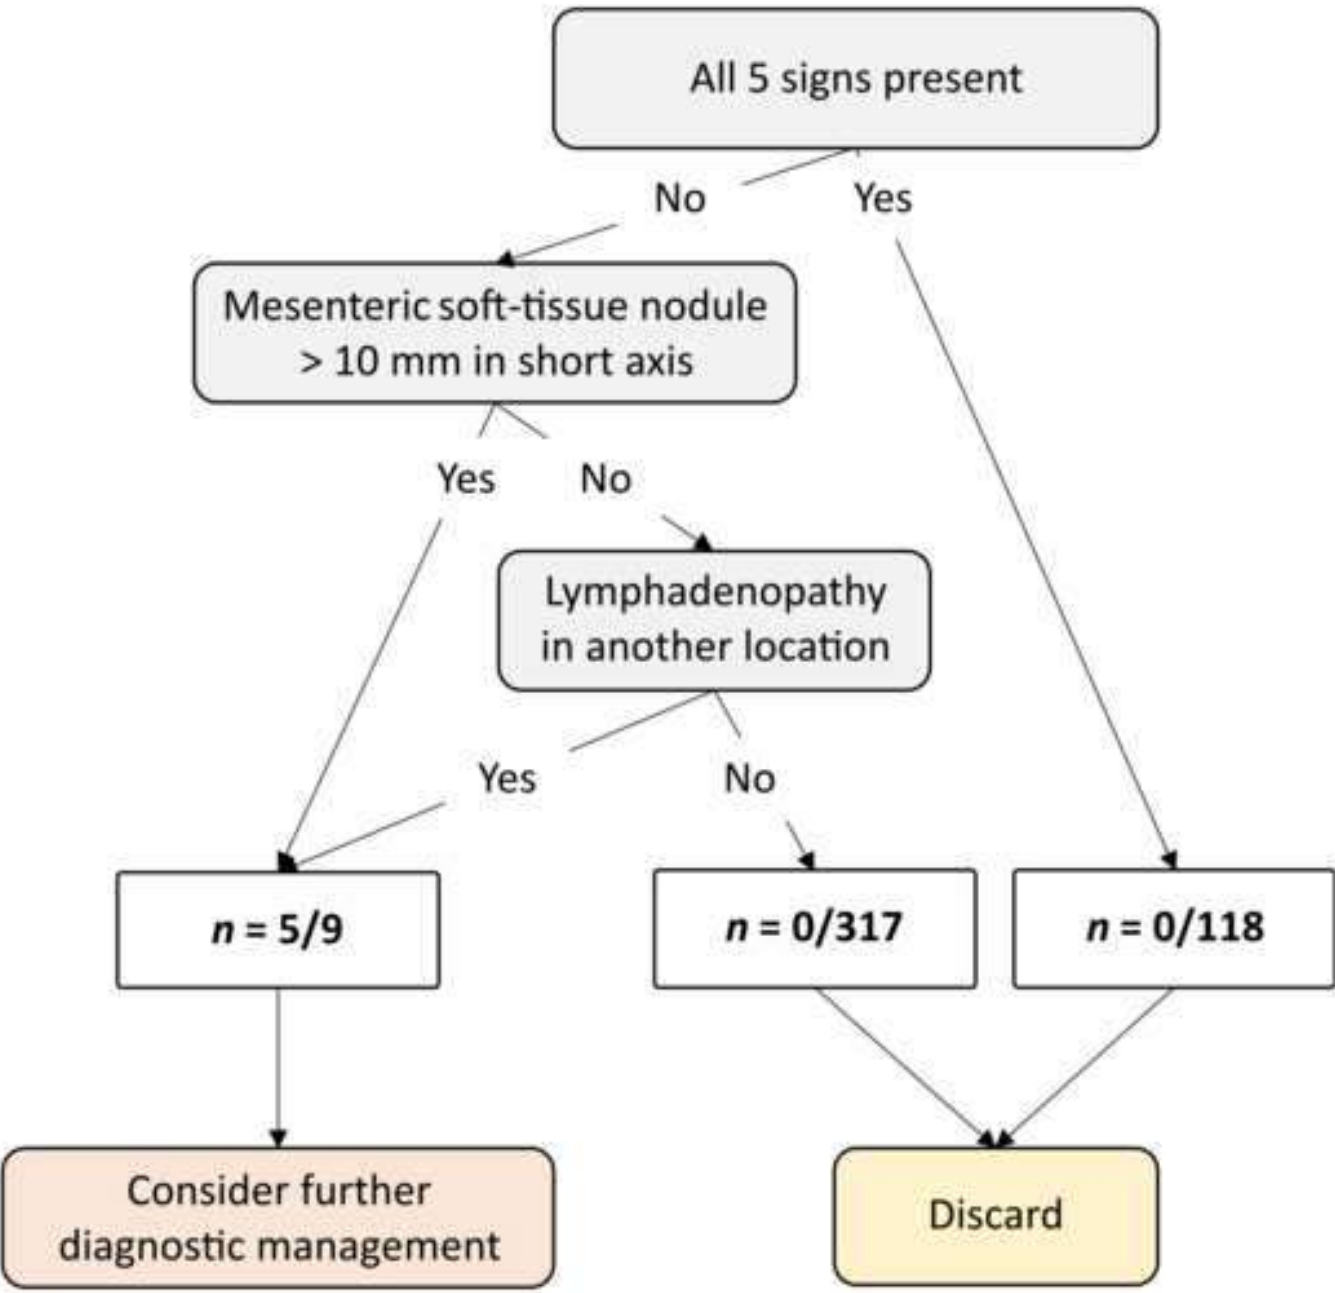 All 5 signs present
No
Yes
Mesenteric soft-tissue nodule
> 10 mm in short axis
Yes
No
Lymphadenopathy
in another location
Yes
No
n = 5/9
n = 0/317
n = 0/118
Consider further
diagnostic management
Discard